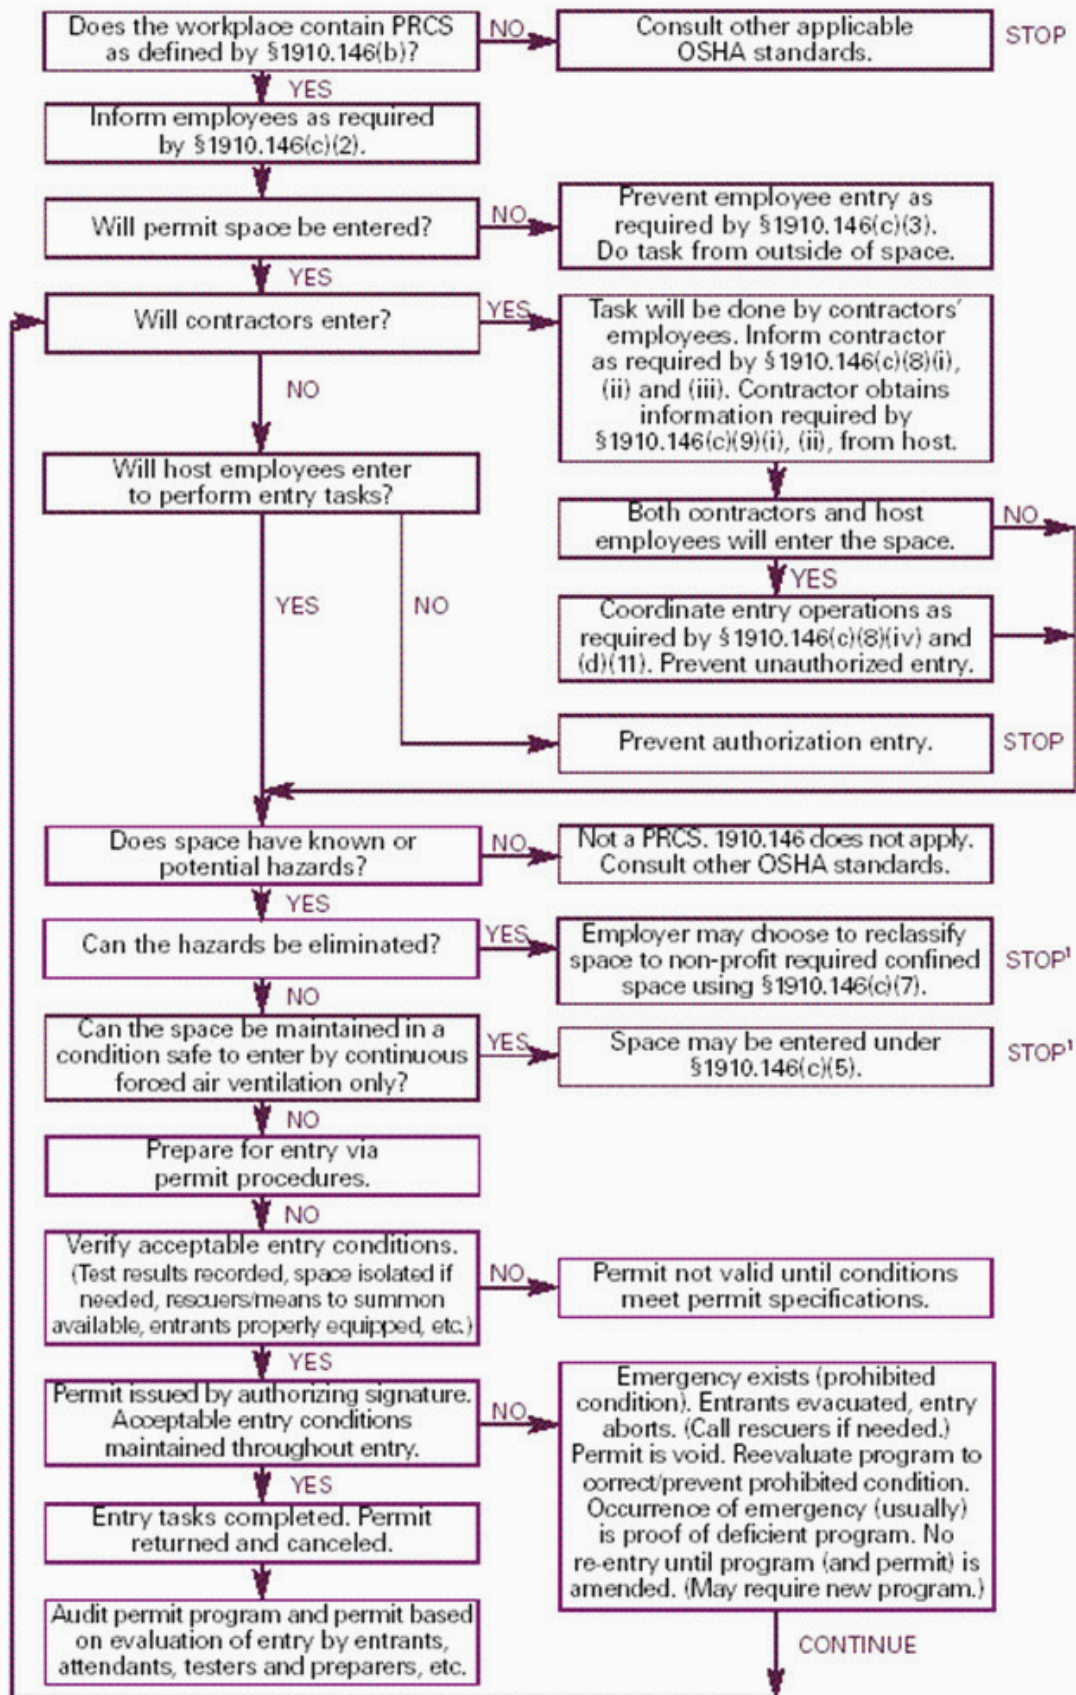 Does the workplace contain PRCS
as defined by §1910.146(b)?
NO
Consult other applicable
OSHA standards.
STOP
YES
Inform employees as required
by §1910.146(c)(2).
Will permit space be entered?
NO
Prevent employee entry as
required by §1910.146(c)(3).
Do task from outside of space.
YES
Will contractors enter?
YES
Task will be done by contractors’
employees. Inform contractor
as required by §1910.146(c)(8)(i),
(ii) and (iii). Contractor obtains
information required by
§1910.146(c)(9)(i), (ii), from host.
NO
Will host employees enter
to perform entry tasks?
Both contractors and host
employees will enter the space.
NO
YES
YES
NO
Coordinate entry operations as
required by §1910.146(c)(8)(iv) and
(d)(11). Prevent unauthorized entry.
Prevent authorization entry.
STOP
Does space have known or
potential hazards?
NO
Not a PRCS. 1910.146 does not apply.
Consult other OSHA standards.
YES
Can the hazards be eliminated?
YES
Employer may choose to reclassify
space to non-profit required confined
space using §1910.146(c)(7).
STOP¹
NO
Can the space be maintained in a
condition safe to enter by continuous
forced air ventilation only?
YES
Space may be entered under
§1910.146(c)(5).
STOP¹
NO
Prepare for entry via
permit procedures.
NO
Verify acceptable entry conditions.
(Test results recorded, space isolated if
needed, rescuers/means to summon
available, entrants properly equipped, etc.)
NO
Permit not valid until conditions
meet permit specifications.
YES
Permit issued by authorizing signature.
Acceptable entry conditions
maintained throughout entry.
NO
Emergency exists (prohibited
condition). Entrants evacuated, entry
aborts. (Call rescuers if needed.)
Permit is void. Reevaluate program to
correct/prevent prohibited condition.
Occurrence of emergency (usually)
is proof of deficient program. No
re-entry until program (and permit) is
amended. (May require new program.)
YES
Entry tasks completed. Permit
returned and canceled.
Audit permit program and permit based
on evaluation of entry by entrants,
attendants, testers and preparers, etc.
CONTINUE